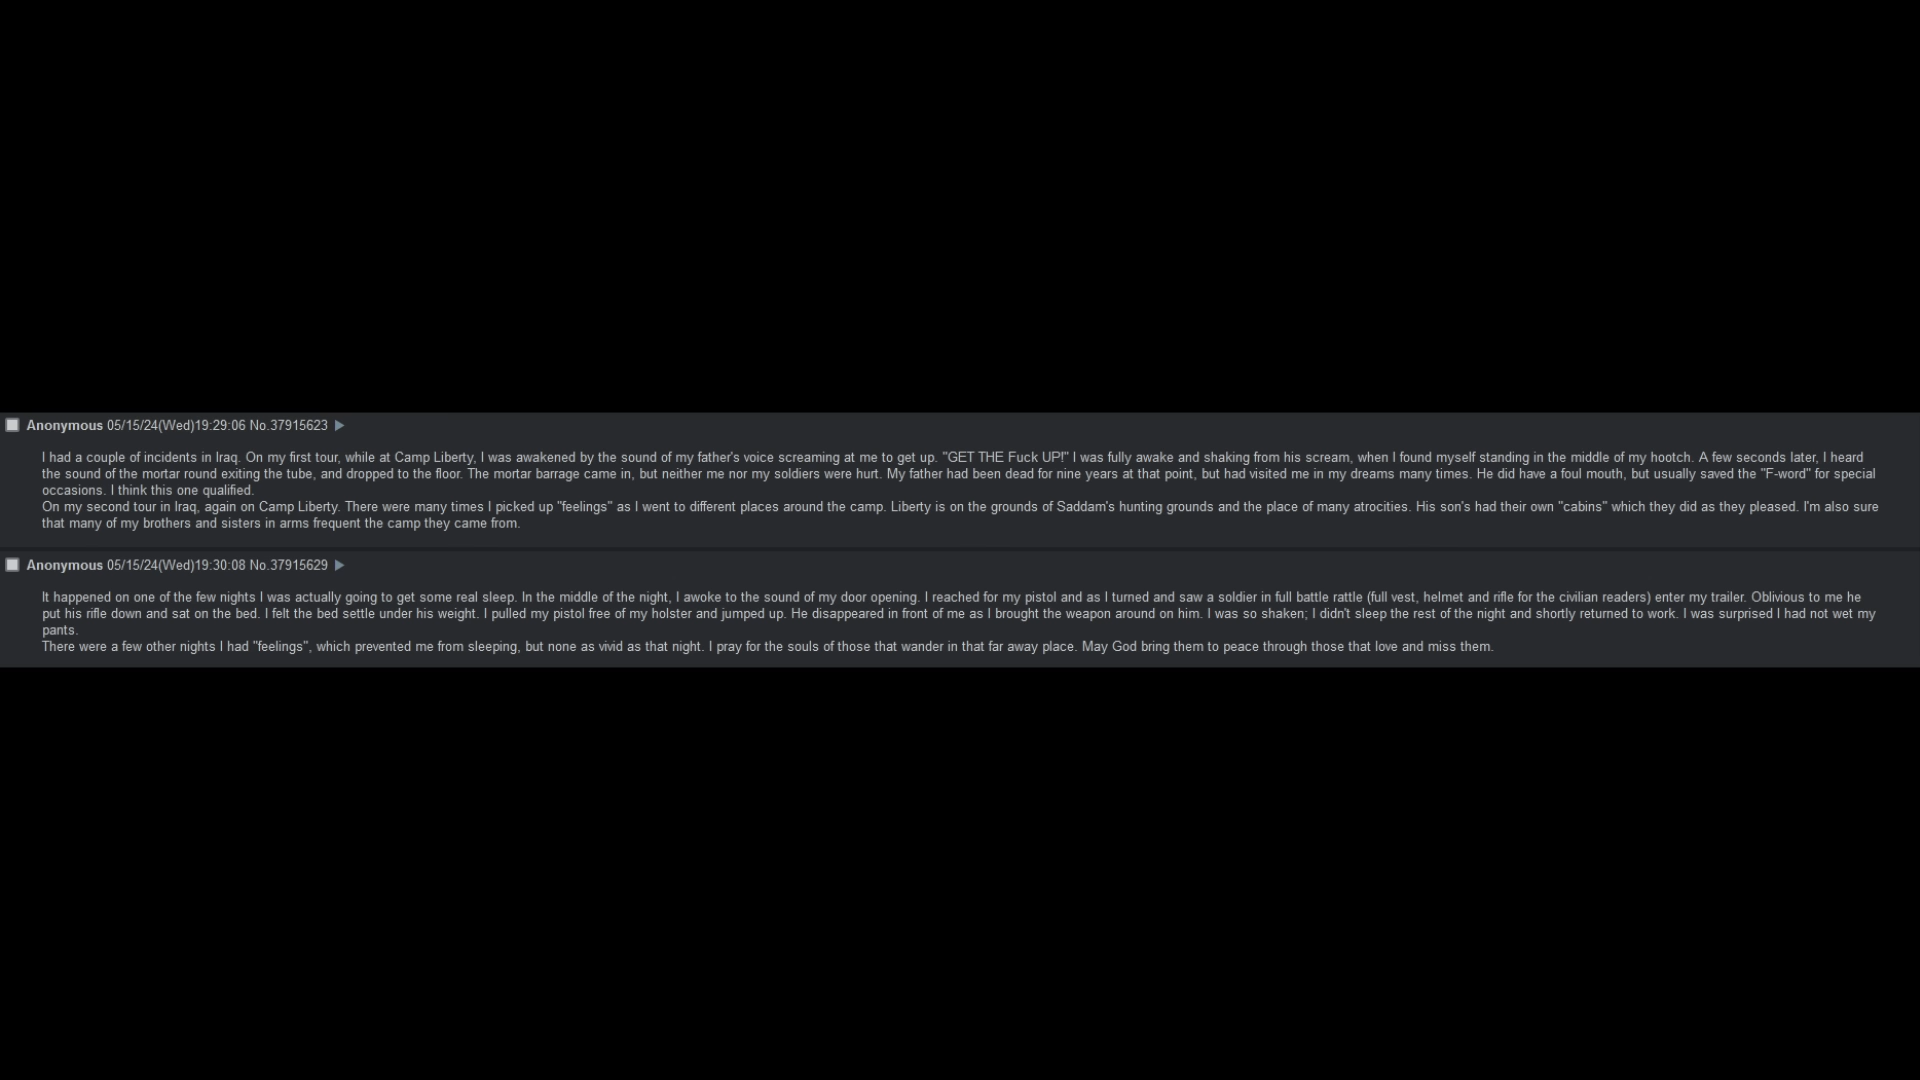 Anonymous 05/15/24(Wed)19:29:06 No.37915623
I had a couple of incidents in Iraq. On my first tour, while at Camp Liberty, I was awakened by the sound of my father's voice screaming at me to get up. "GET THE Fuck UP!" I was fully awake and shaking from his scream, when I found myself standing in the middle of my hootch. A few seconds later, I heard
the sound of the mortar round exiting the tube, and dropped to the floor. The mortar barrage came in, but neither me nor my soldiers were hurt. My father had been dead for nine years at that point, but had visited me in my dreams many times. He did have a foul mouth, but usually saved the "F-word" for special
occasions. I think this one qualified.
On my second tour in Iraq, again on Camp Liberty. There were many times I picked up "feelings" as I went to different places around the camp. Liberty is on the grounds of Saddam's hunting grounds and the place of many atrocities. His son's had their own "cabins" which they did as they pleased. I'm also sure
that many of my brothers and sisters in arms frequent the camp they came from.
Anonymous 05/15/24(Wed)19:30:08 No.37915629
It happened on one of the few nights I was actually going to get some real sleep. In the middle of the night, I awoke to the sound of my door opening. I reached for my pistol and as I turned and saw a soldier in full battle rattle (full vest, helmet and rifle for the civilian readers) enter my trailer. Oblivious to me he
put his rifle down and sat on the bed. I felt the bed settle under his weight. I pulled my pistol free of my holster and jumped up. He disappeared in front of me as I brought the weapon around on him. I was so shaken; I didn't sleep the rest of the night and shortly returned to work. I was surprised I had not wet my
pants.
There were a few other nights I had "feelings", which prevented me from sleeping, but none as vivid as that night. I pray for the souls of those that wander in that far away place. May God bring them to peace through those that love and miss them.